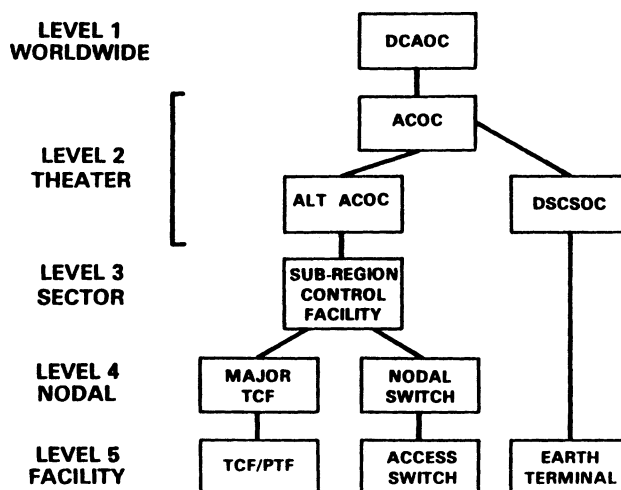 LEVEL 1
WORLDWIDE
DCAOC
LEVEL 2
THEATER
ACOC
ALT ACOC
DSCSOC
LEVEL 3
SECTOR
SUB-REGION
CONTROL
FACILITY
LEVEL 4
NODAL
MAJOR
TCF
NODAL
SWITCH
LEVEL 5
FACILITY
TCF/PTF
ACCESS
SWITCH
EARTH
TERMINAL